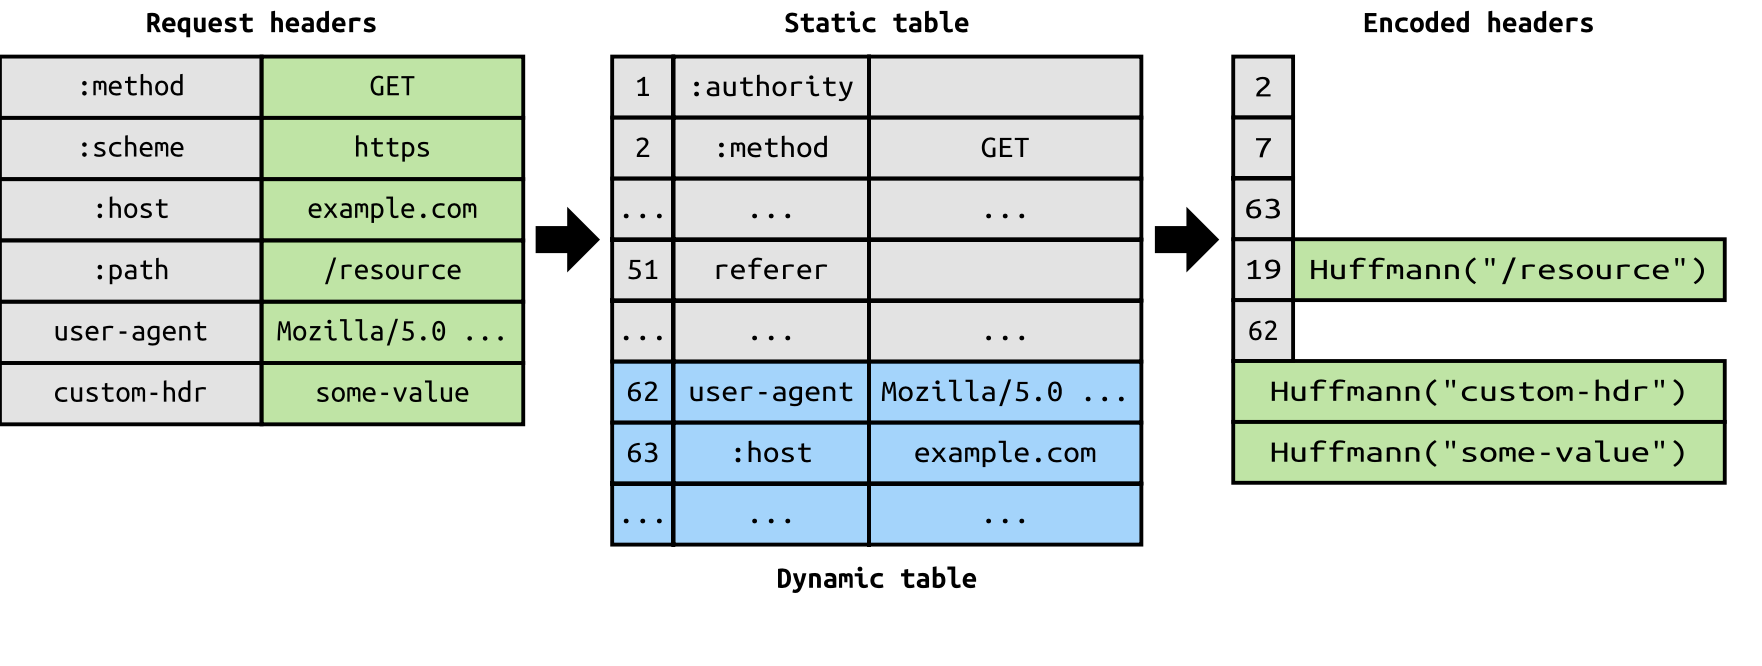 Request headers
:method GET
:scheme https
:host example.com
:path /resource
user-agent Mozilla/5.0 ...
custom-hdr some-value
Static table
1 :authority
2 :method GET
... ... ...
51 referer
... ... ...
62 user-agent Mozilla/5.0 ...
63 :host example.com
... ... ...
Dynamic table
Encoded headers
2
7
63
19 Huffmann("/resource")
62
Huffmann("custom-hdr")
Huffmann("some-value")